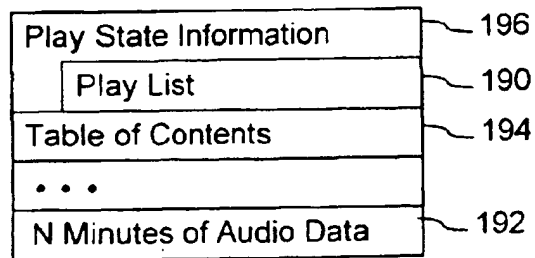 Play State Information 196
Play List 190
Table of Contents 194
• • •
N Minutes of Audio Data 192